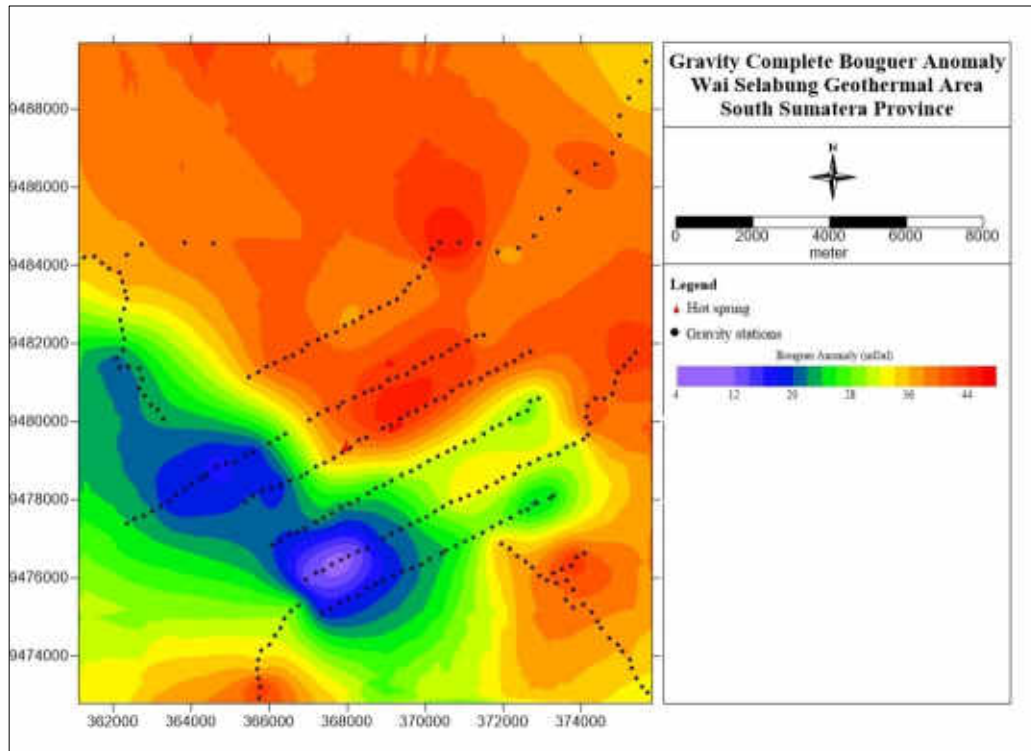 Gravity Complete Bouguer Anomaly
Wai Selabung Geothermal Area
South Sumatera Province
N
0 2000 4000 6000 8000
meter
Legend
Hot spring
Gravity stations
Bouguer Anomaly (mGal)
4 12 20 28 36 44
9488000
9486000
9484000
9482000
9480000
9478000
9476000
9474000
362000 364000 366000 368000 370000 372000 374000